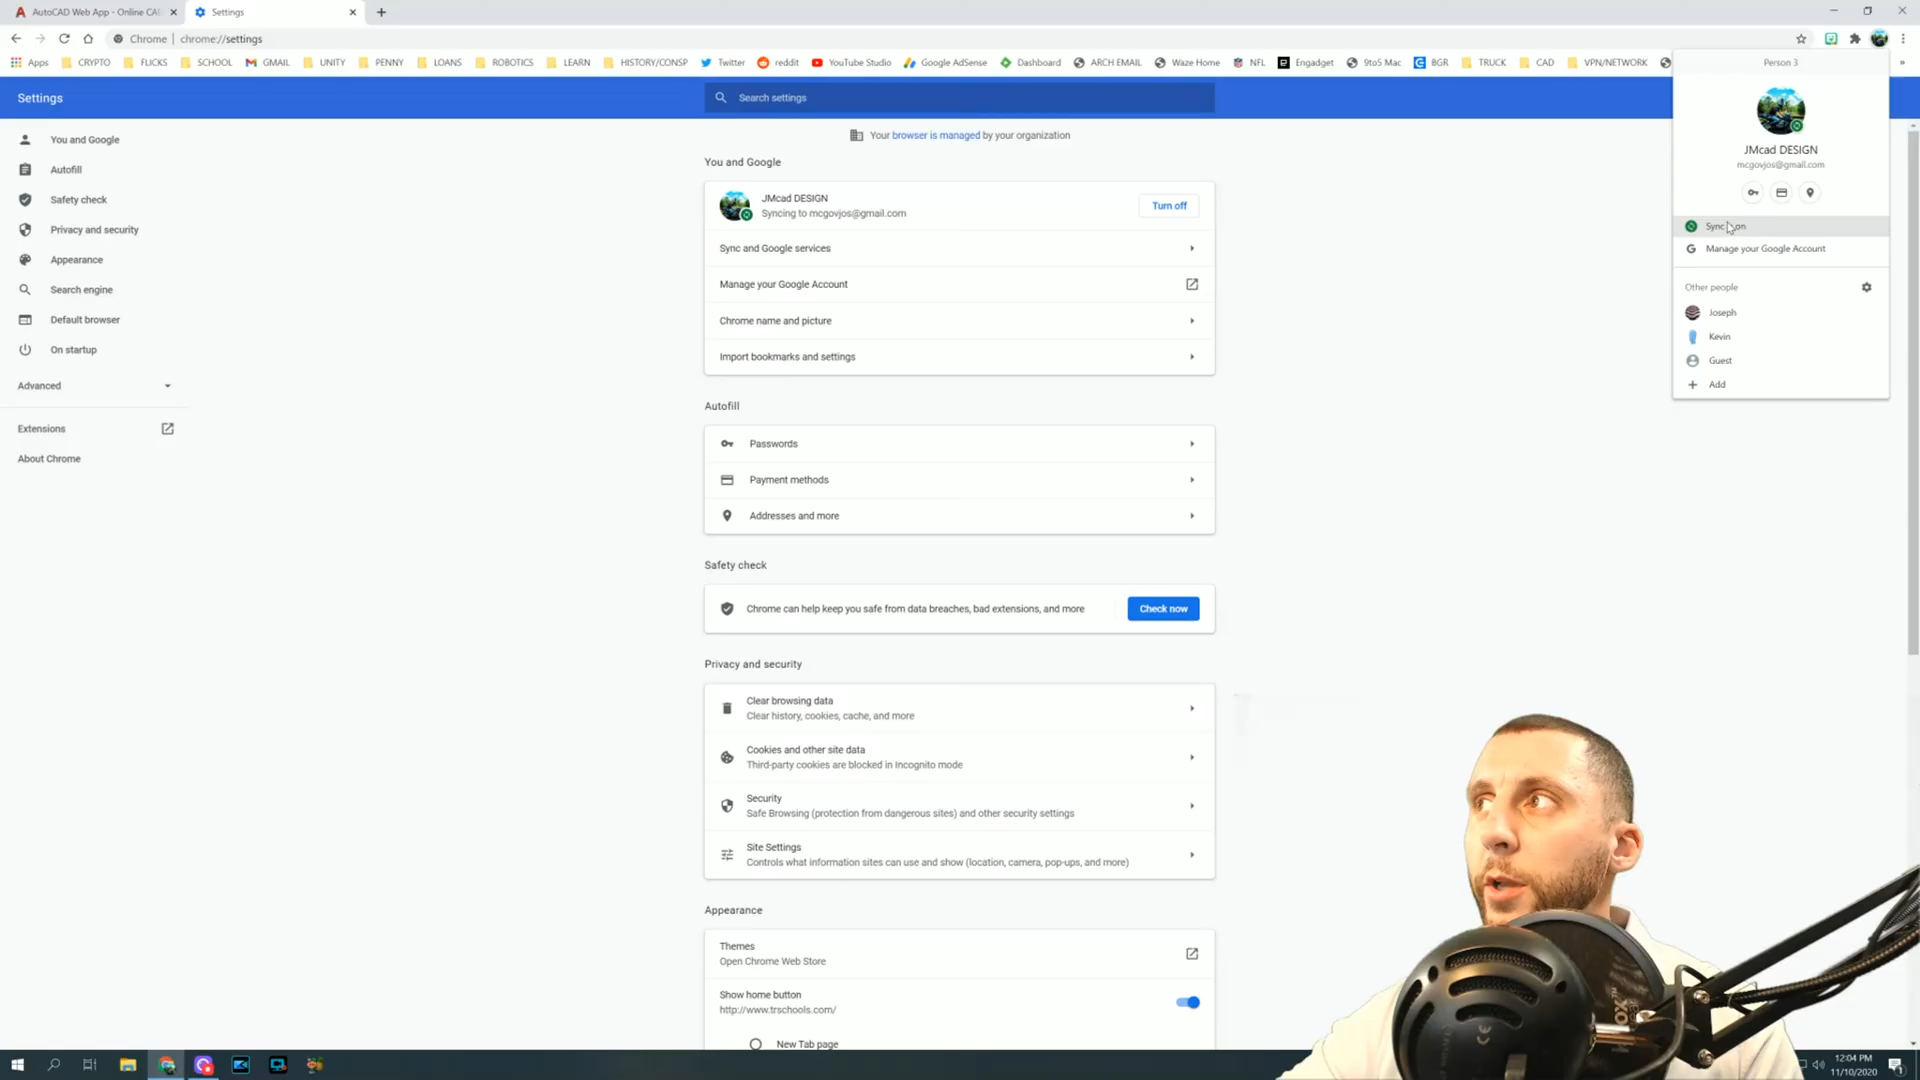 AutoCAD Web App - Online CA
Settings
Chrome
chrome://settings
Apps
CRYPTO
FLICKS
SCHOOL
GMAIL
UNITY
PENNY
LOANS
ROBOTICS
LEARN
HISTORY/CONSP
Twitter
reddit
YouTube Studio
Google AdSense
Dashboard
ARCH EMAIL
Waze Home
NFL
Engadget
9to5 Mac
BGR
TRUCK
CAD
VPN/NETWORK
»
Settings
Search settings
You and Google
Autofill
Safety check
Privacy and security
Appearance
Search engine
Default browser
On startup
Advanced
Extensions
About Chrome
Your browser is managed by your organization
You and Google
JMcad DESIGN
Syncing to mcgovjos@gmail.com
Turn off
Sync and Google services
Manage your Google Account
Chrome name and picture
Import bookmarks and settings
Autofill
Passwords
Payment methods
Addresses and more
Safety check
Chrome can help keep you safe from data breaches, bad extensions, and more
Check now
Privacy and security
Clear browsing data
Clear history, cookies, cache, and more
Cookies and other site data
Third-party cookies are blocked in Incognito mode
Security
Safe Browsing (protection from dangerous sites) and other security settings
Site Settings
Controls what information sites can use and show (location, camera, pop-ups, and more)
Appearance
Themes
Open Chrome Web Store
Show home button
http://www.trschools.com/
New Tab page
Person 3
JMcad DESIGN
mcgovjos@gmail.com
Sync is on
Manage your Google Account
Other people
Joseph
Kevin
Guest
Add
12:04 PM
11/10/2020